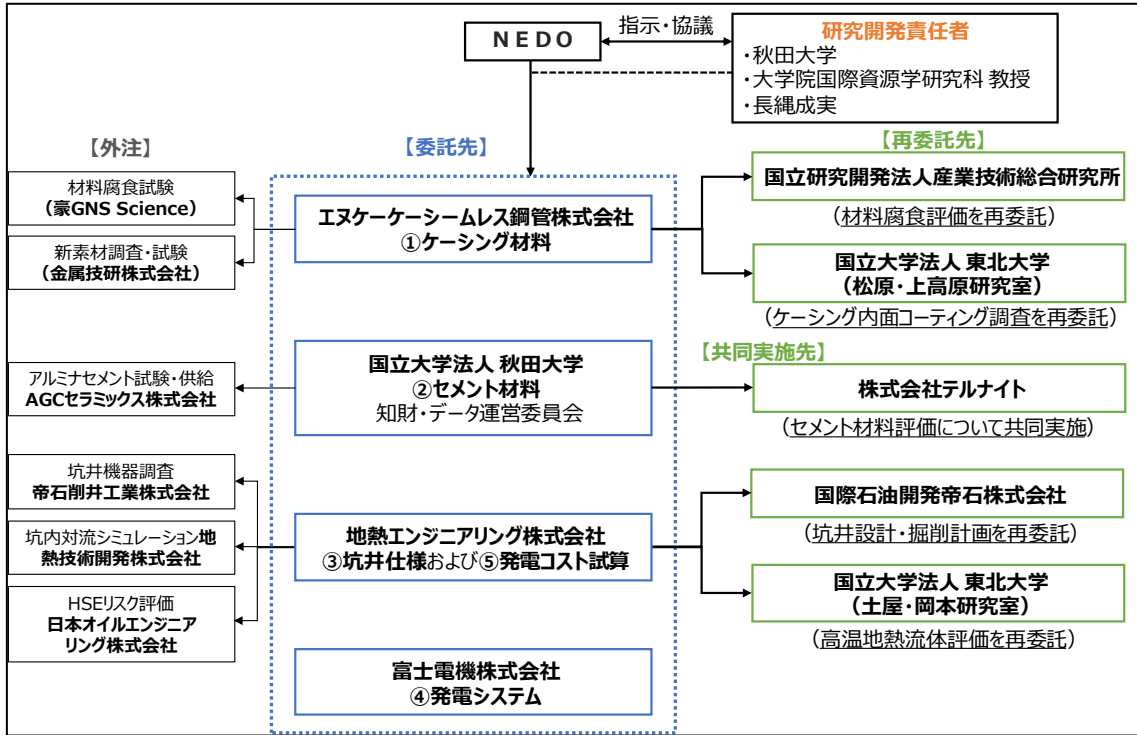 NEDO
指示・協議
研究開発責任者
・秋田大学
・大学院国際資源学研究科 教授
・長縄成実
【外注】
【委託先】
【再委託先】
材料腐食試験
（豪GNS Science）
新素材調査・試験
（金属技研株式会社）
エヌケーケーシームレス鋼管株式会社
①ケーシング材料
国立研究開発法人産業技術総合研究所
（材料腐食評価を再委託）
国立大学法人 東北大学
（松原・上高原研究室）
（ケーシング内面コーティング調査を再委託）
アルミナセメント試験・供給
AGCセラミックス株式会社
国立大学法人 秋田大学
②セメント材料
知財・データ運営委員会
【共同実施先】
株式会社テルナイト
（セメント材料評価について共同実施）
坑井機器調査
帝石削井工業株式会社
坑内対流シミュレーション地
熱技術開発株式会社
HSEリスク評価
日本オイルエンジニア
リング株式会社
地熱エンジニアリング株式会社
③坑井仕様および⑤発電コスト試算
国際石油開発帝石株式会社
（坑井設計・掘削計画を再委託）
国立大学法人 東北大学
（土屋・岡本研究室）
（高温地熱流体評価を再委託）
富士電機株式会社
④発電システム